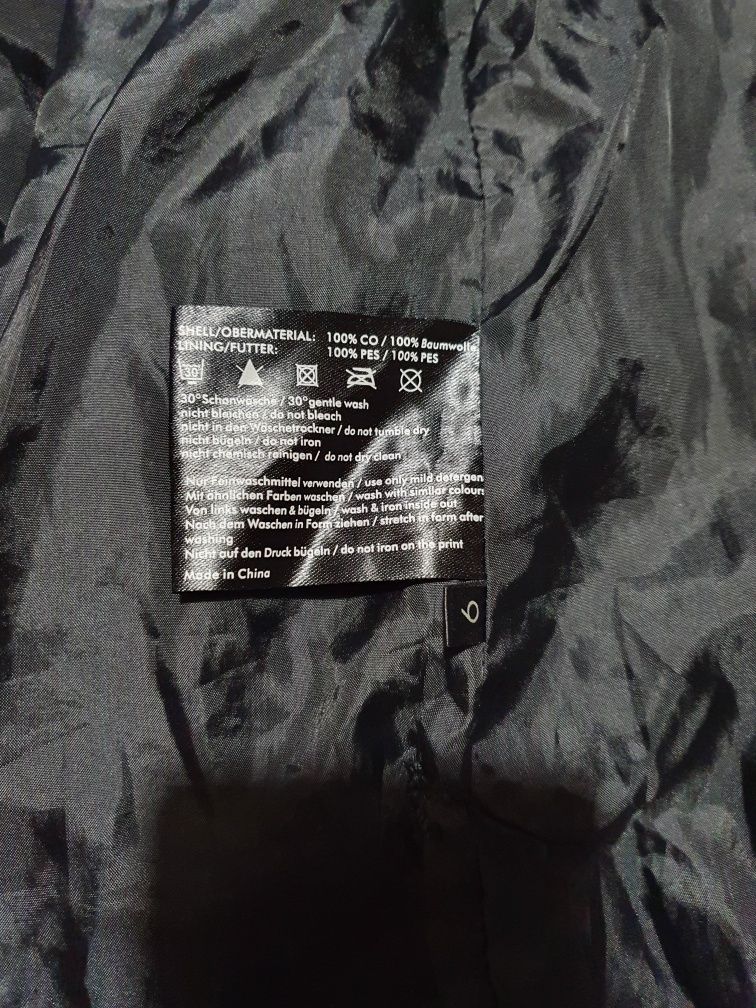 SHELL/OBERMATERIAL: 100% CO / 100% Baumwolle
LINING/FUTTER: 100% PES / 100% PES
30°
30°Schonwäsche / 30°gentle wash
nicht bleichen / do not bleach
nicht in den Wäschetrockner / do not tumble dry
nicht bügeln / do not iron
nicht chemisch reinigen / do not dry clean
Nur Feinwaschmittel verwenden / use only mild detergen
Mit ähnlichen Farben waschen / wash with similar colours
Von links waschen & bügeln / wash & iron inside out
Nach dem Waschen in Form ziehen / stretch in form after
washing
Nicht auf den Druck bügeln / do not iron on the print
Made in China
6